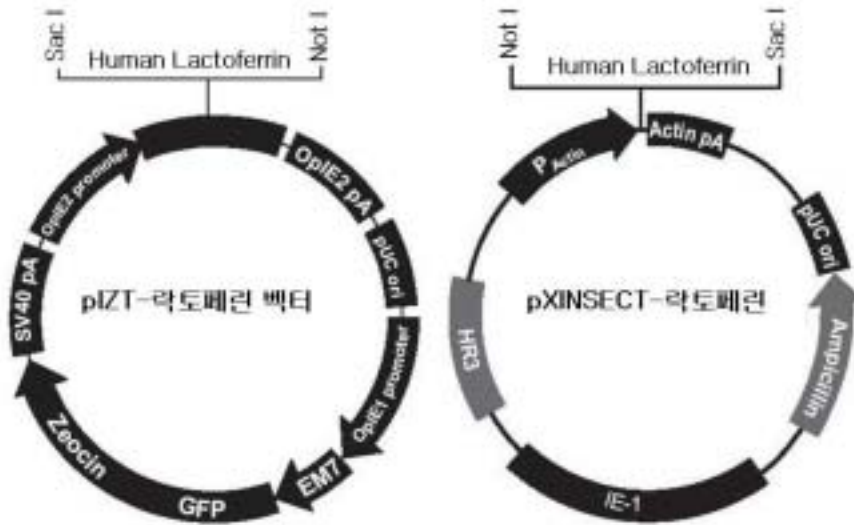 Sac I
Human Lactoferrin
Not I
OpIE2 promoter
OpIE2 pA
pUC ori
OpIE1 promoter
EM7
GFP
Zeocin
SV40 pA
pIZT-락토페린 벡터
Not I
Human Lactoferrin
Sac I
P Actin
Actin pA
pUC ori
Ampicillin
IE-1
HR3
pXINSECT-락토페린